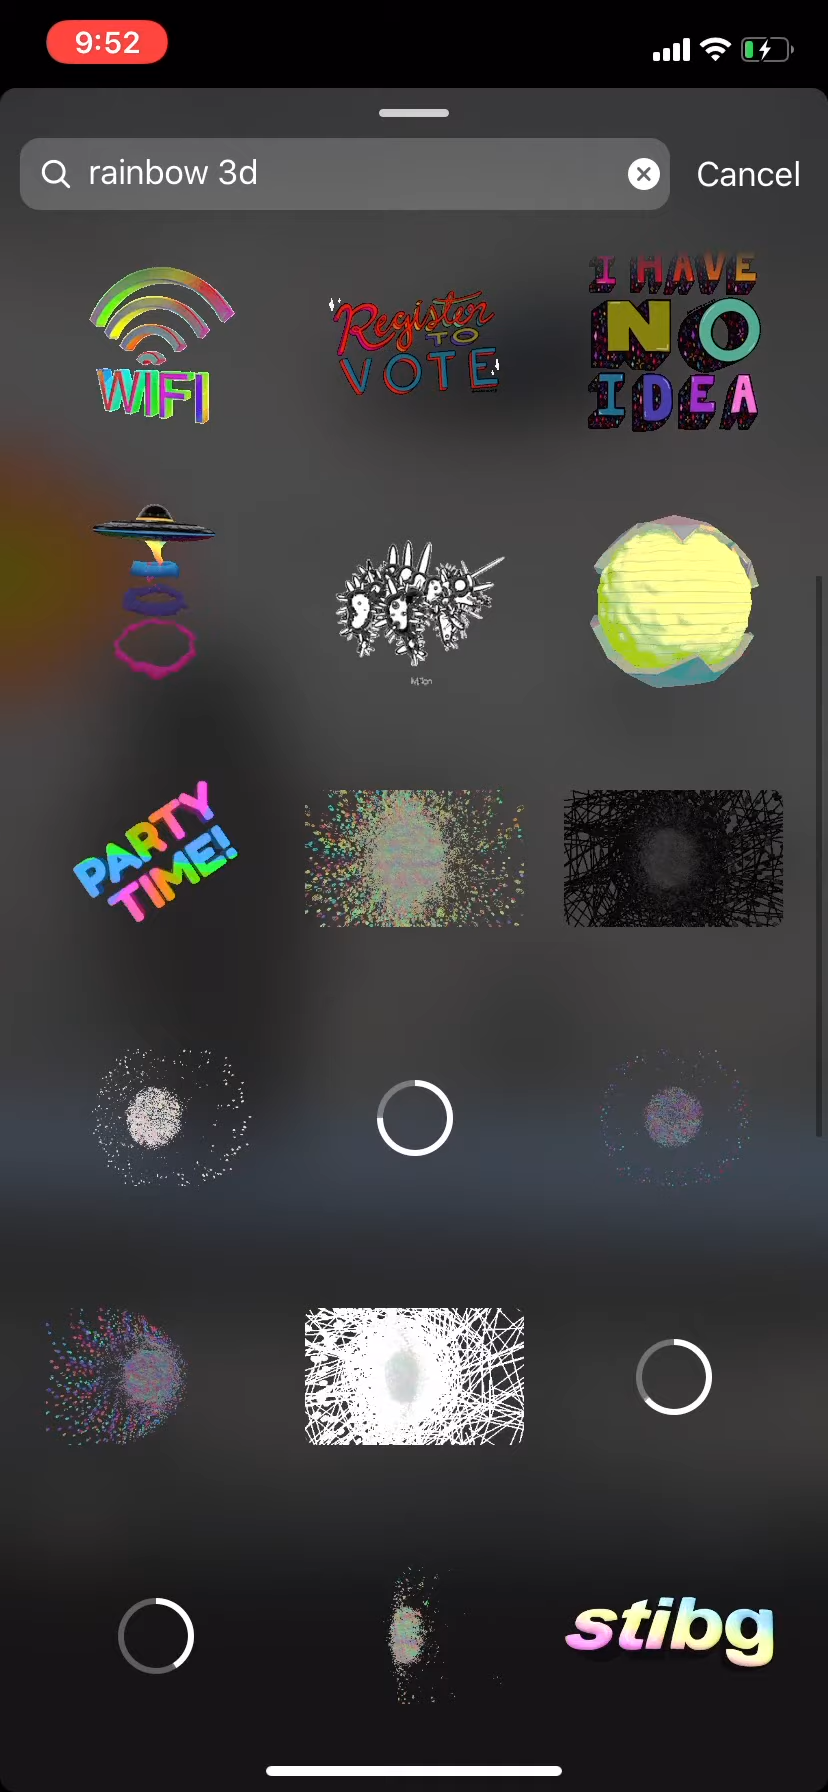 9:52
rainbow 3d
Cancel
WIFI
Register
TO
VOTE
I HAVE
NO
IDEA
PARTY
TIME!
stibg